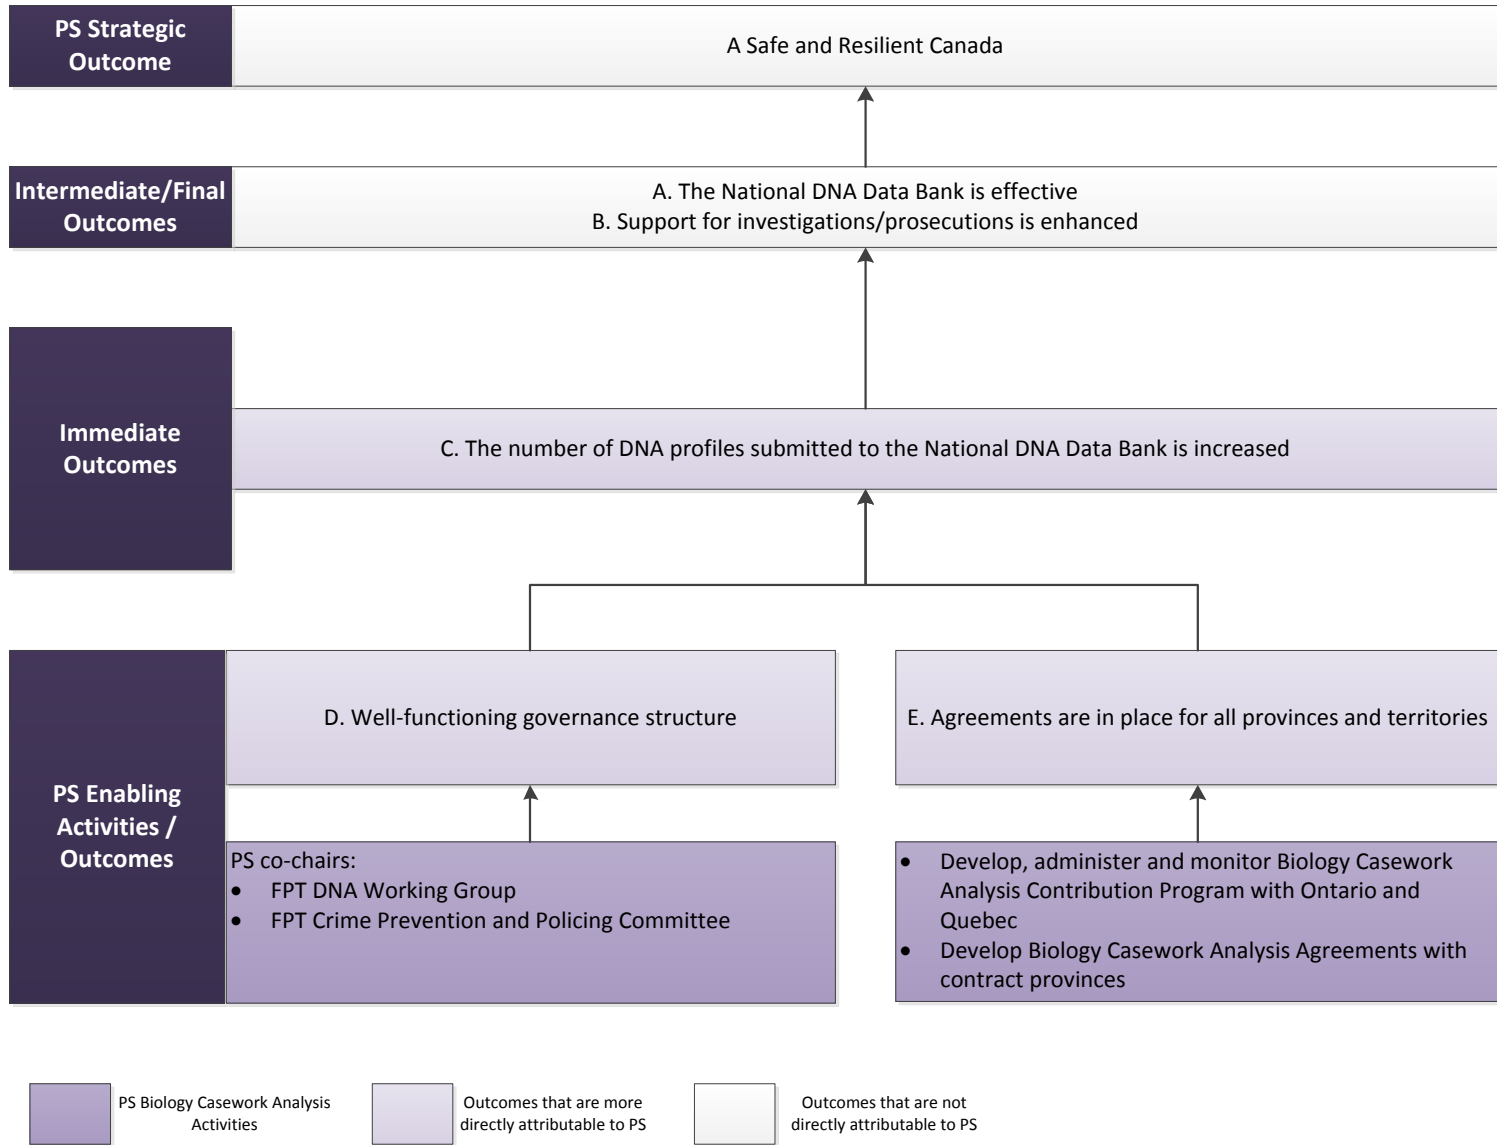 PS Strategic
Outcome
A Safe and Resilient Canada
Intermediate/Final
Outcomes
A. The National DNA Data Bank is effective
B. Support for investigations/prosecutions is enhanced
Immediate
Outcomes
C. The number of DNA profiles submitted to the National DNA Data Bank is increased
PS Enabling
Activities /
Outcomes
D. Well-functioning governance structure
E. Agreements are in place for all provinces and territories
PS co-chairs:
• FPT DNA Working Group
• FPT Crime Prevention and Policing Committee
• Develop, administer and monitor Biology Casework
Analysis Contribution Program with Ontario and
Quebec
• Develop Biology Casework Analysis Agreements with
contract provinces
PS Biology Casework Analysis
Activities
Outcomes that are more
directly attributable to PS
Outcomes that are not
directly attributable to PS